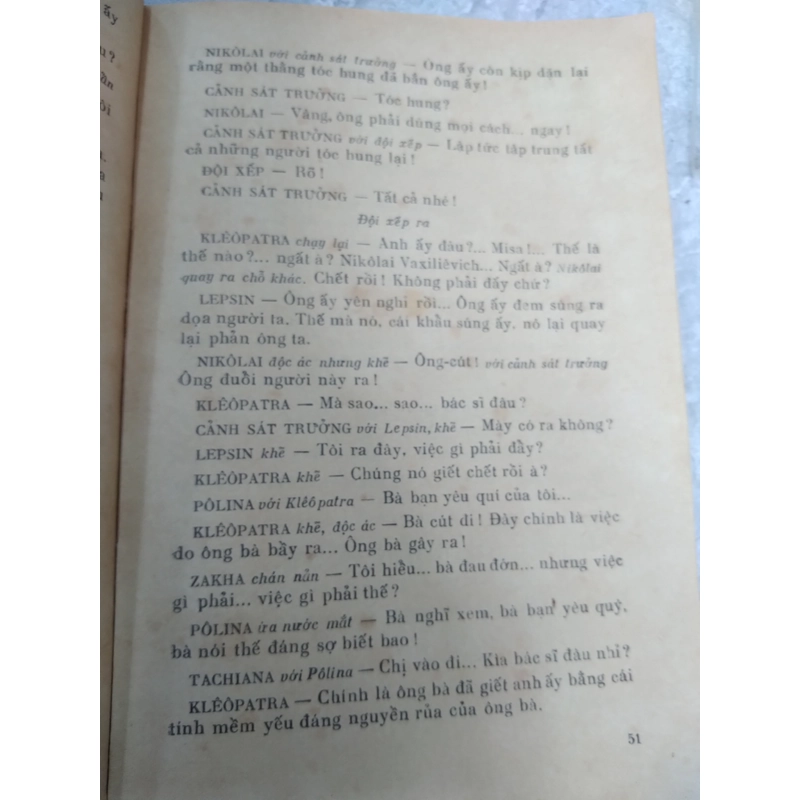 ấy
u?
ần
ôi
t.
a
u
NIKÔLAI với cảnh sát trưởng — Ông ấy còn kịp dặn lại
rằng một thằng tóc hung đã bắn ông ấy!
CẢNH SÁT TRƯỞNG — Tóc hung?
NIKÔLAI — Vâng, ông phải dùng mọi cách... ngay!
CẢNH SÁT TRƯỞNG với đội xếp — Lập tức tập trung tất
cả những người tóc hung lại!
ĐỘI XẾP — Rõ!
CẢNH SÁT TRƯỞNG — Tất cả nhé!
Đội xếp ra
KLÊÔPATRA chạy lại — Anh ấy đâu?... Misa!... Thế là
thế nào?... ngất à? Nikôlai Vaxiliêvich... Ngất à? Nikôlai
quay ra chỗ khác. Chết rồi! Không phải đấy chứ?
LEPSIN — Ông ấy yên nghỉ rồi... Ông ấy đem súng ra
dọa người ta. Thế mà nó, cái khẩu súng ấy, nó lại quay
lại phản ông ta.
NIKÔLAI độc ác nhưng khẽ — Ông-cút! với cảnh sát trưởng
Ông đuổi người này ra!
KLÊÔPATRA — Mà sao... sao... bác sĩ đâu?
CẢNH SÁT TRƯỞNG với Lepsin, khẽ — Mày có ra không?
LEPSIN khẽ — Tôi ra đây, việc gì phải đẩy?
KLÊÔPATRA khẽ — Chúng nó giết chết rồi à?
PÔLINA với Klêôpatra — Bà bạn yêu quí của tôi...
KLÊÔPATRA khẽ, độc ác — Bà cút đi! Đây chính là việc
do ông bà bầy ra... Ông bà gây ra!
ZAKHA chán nản — Tôi hiểu... bà đau đớn... nhưng việc
gì phải... việc gì phải thế?
PÔLINA ứa nước mắt — Bà nghĩ xem, bà bạn yêu quý,
bà nói thế đáng sợ biết bao!
TACHIANA với Pôlina — Chị vào đi... Kìa bác sĩ đâu nhỉ?
KLÊÔPATRA — Chính là ông bà đã giết anh ấy bằng cái
tính mềm yếu đáng nguyền rủa của ông bà.
51